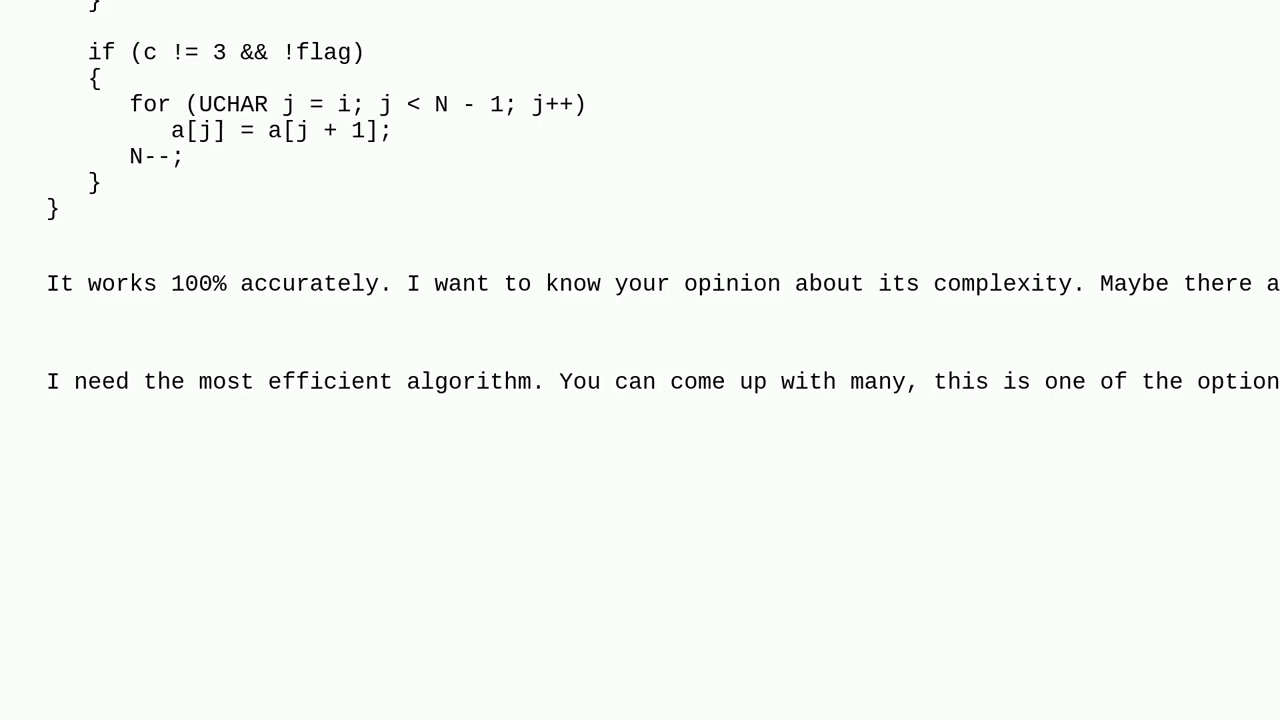 }
if (c != 3 && !flag)
{
for (UCHAR j = i; j < N - 1; j++)
a[j] = a[j + 1];
N--;
}
}
It works 100% accurately. I want to know your opinion about its complexity. Maybe there a
I need the most efficient algorithm. You can come up with many, this is one of the option